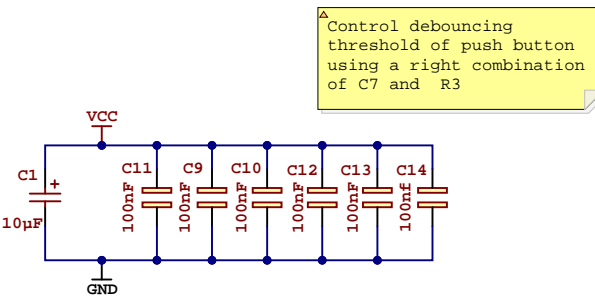 Control debouncing
threshold of push button
using a right combination
of C7 and  R3
VCC
C1
+
10µF
C11
100nF
C9
100nF
C10
100nF
C12
100nF
C13
100nF
C14
100nf
GND